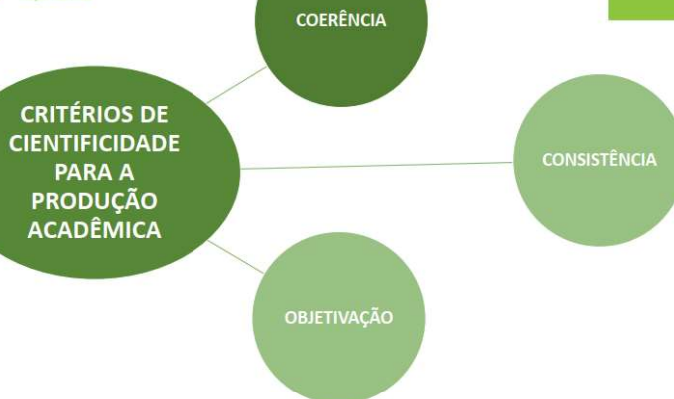 COERÊNCIA
CRITÉRIOS DE
CIENTIFICIDADE
PARA A
PRODUÇÃO
ACADÊMICA
CONSISTÊNCIA
OBJETIVAÇÃO